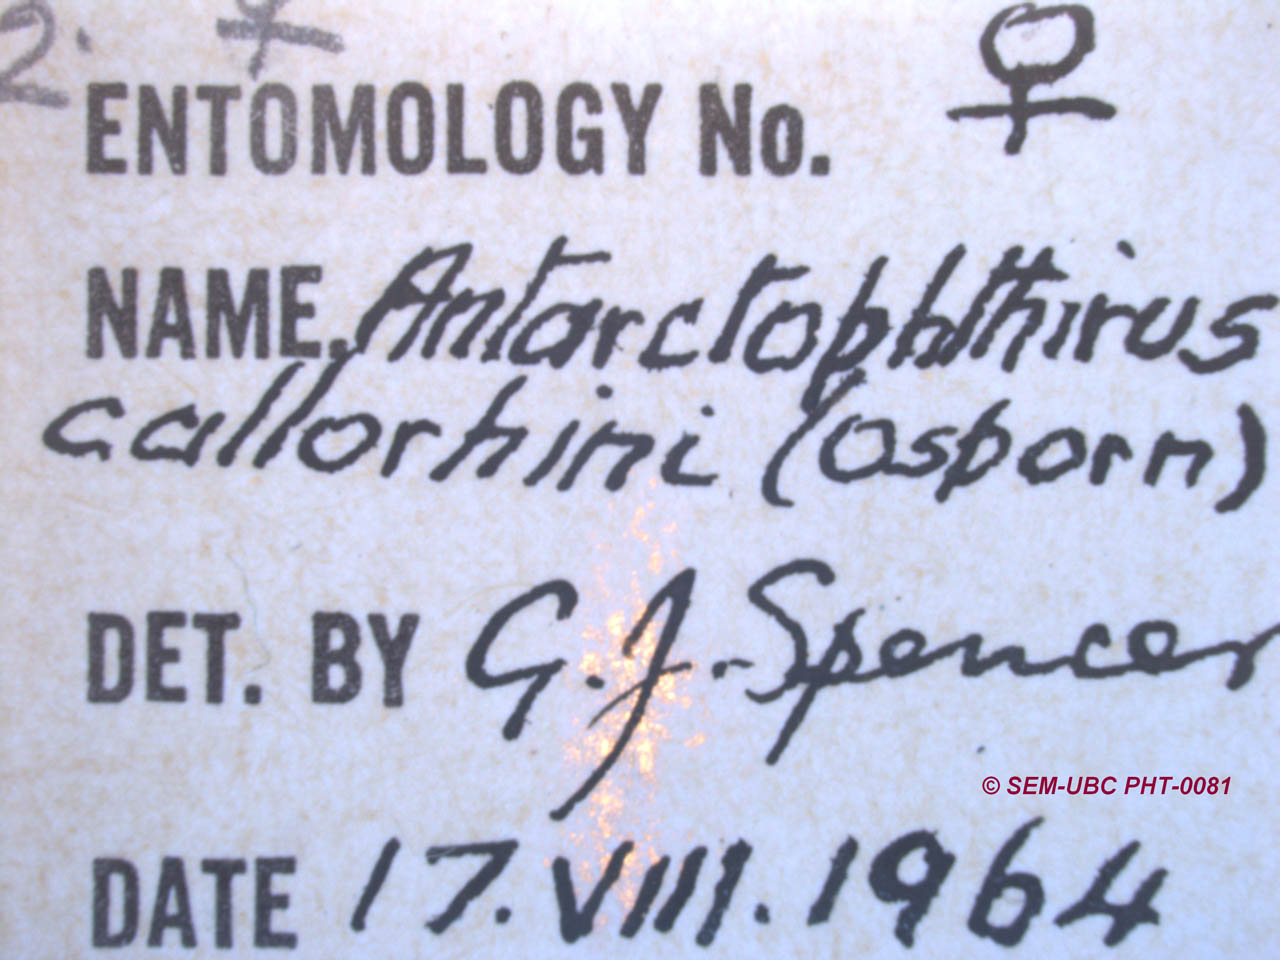 2. ♀
ENTOMOLOGY No. ♀
NAME. Antarctophthirus
callorhini (Osborn)
DET. BY G. J. Spencer
© SEM-UBC PHT-0081
DATE 17.VIII.1964